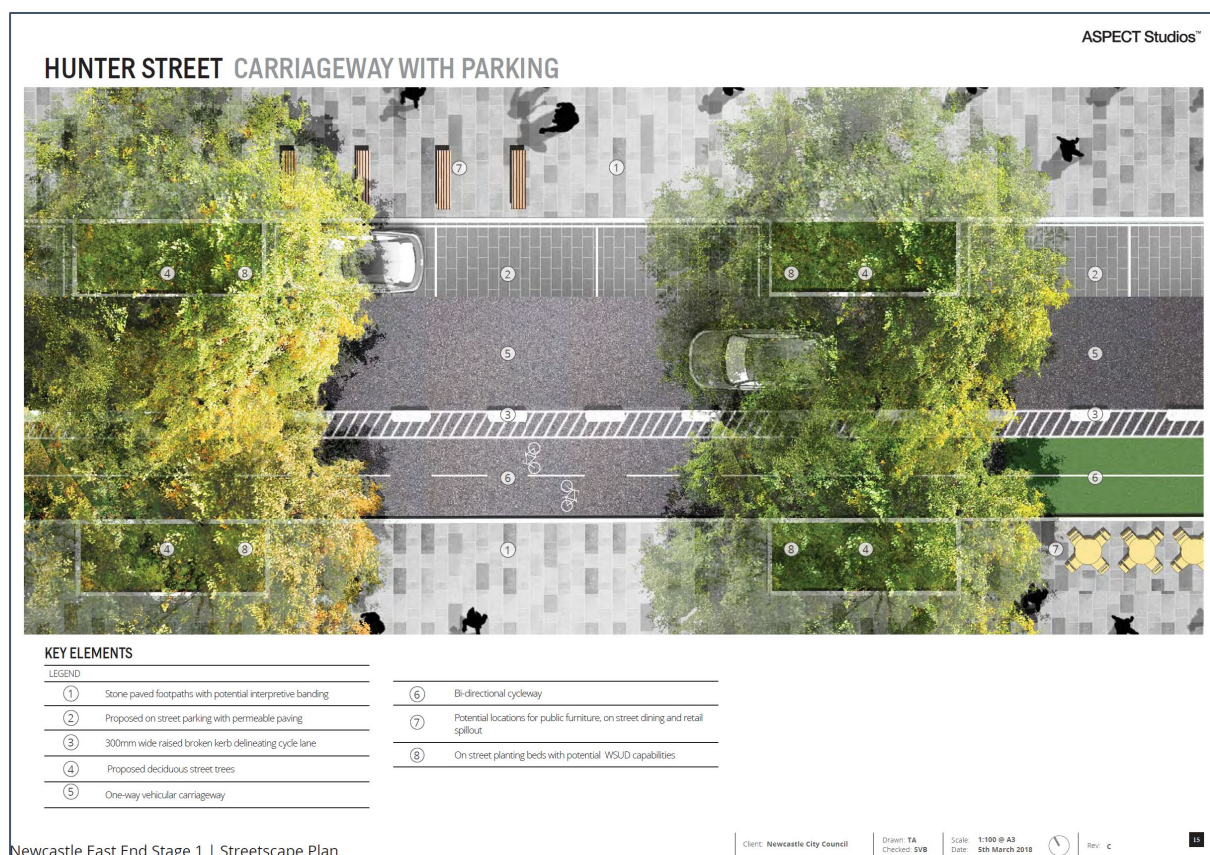 ASPECT Studios™
HUNTER STREET CARRIAGEWAY WITH PARKING
7
1
4
8
2
8
4
2
5
5
3
3
6
6
4
8
1
8
4
7
KEY ELEMENTS
LEGEND
1 Stone paved footpaths with potential interpretive banding
2 Proposed on street parking with permeable paving
3 300mm wide raised broken kerb delineating cycle lane
4 Proposed deciduous street trees
5 One-way vehicular carriageway
6 Bi-directional cycleway
7 Potential locations for public furniture, on street dining and retail
spillout
8 On street planting beds with potential WSUD capabilities
Newcastle East End Stage 1 | Streetscape Plan
Client: Newcastle City Council
Drawn: TA
Checked: SVB
Scale: 1:100 @ A3
Date: 5th March 2018
Rev: C
15